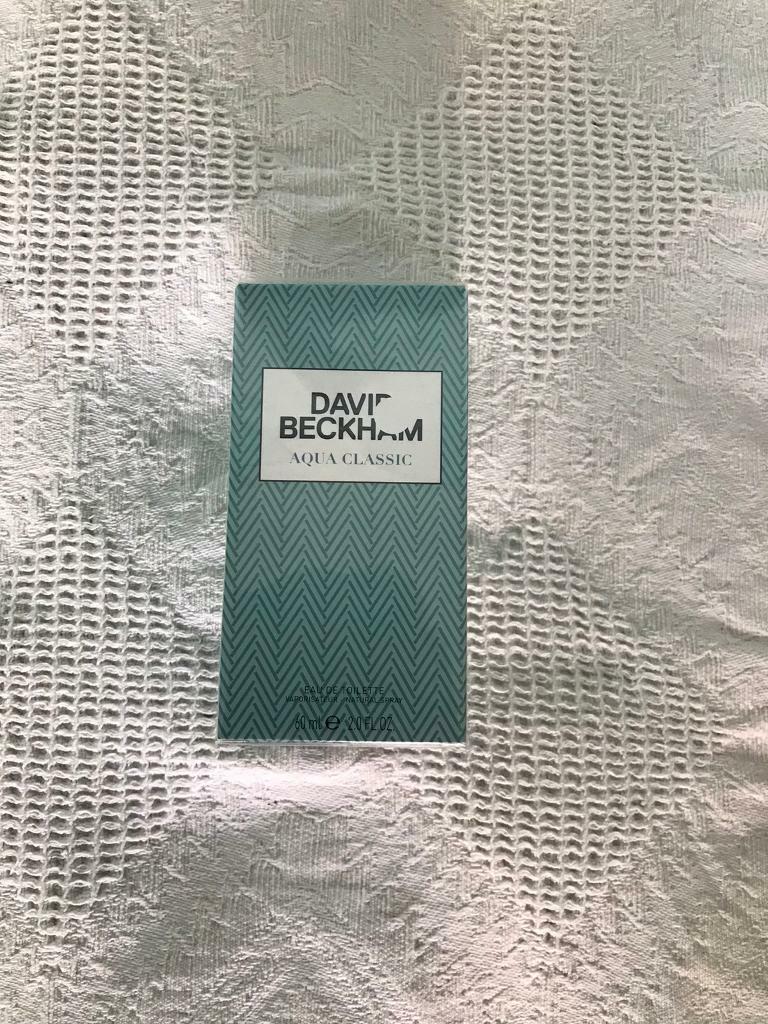 DAVID
BECKHAM
AQUA CLASSIC
EAU DE TOILETTE
VAPORISATEUR NATURAL SPRAY
60 mL e 2.0 FL.OZ.